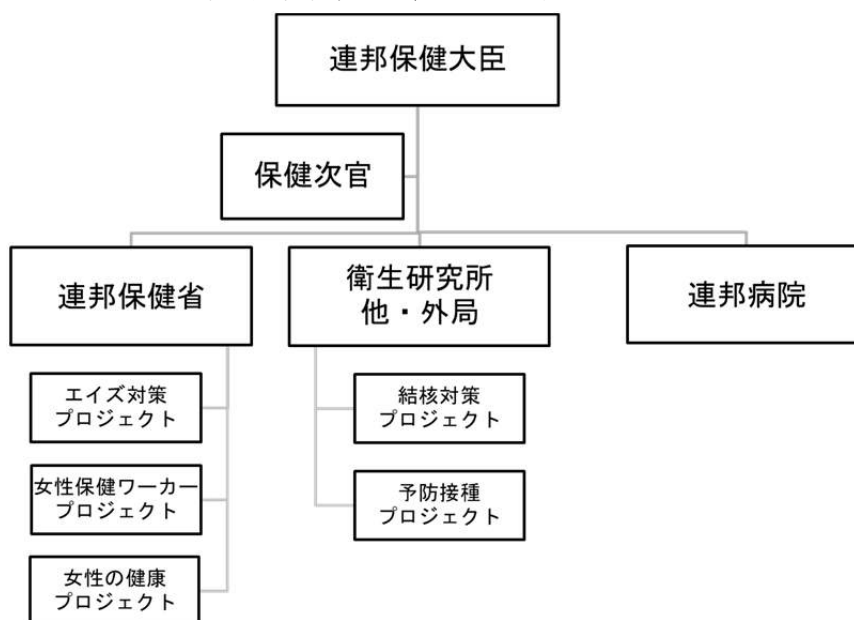 連邦保健大臣
保健次官
連邦保健省
衛生研究所
他・外局
連邦病院
エイズ対策
プロジェクト
女性保健ワーカー
プロジェクト
女性の健康
プロジェクト
結核対策
プロジェクト
予防接種
プロジェクト